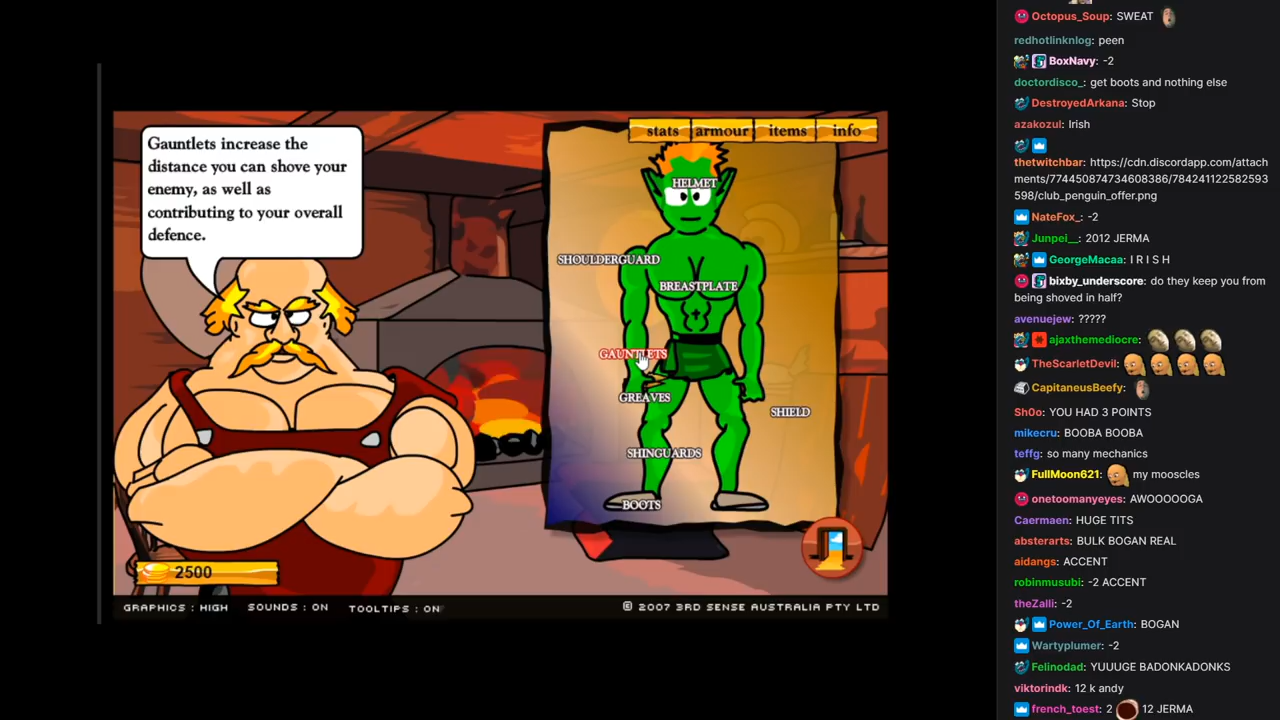 Gauntlets increase the
distance you can shove your
enemy, as well as
contributing to your overall
defence.
stats armour items info
HELMET
SHOULDERGUARD
BREASTPLATE
GAUNTLETS
GREAVES
SHIELD
SHINGUARDS
BOOTS
2500
GRAPHICS : HIGH SOUNDS : ON TOOLTIPS : ON
© 2007 3RD SENSE AUSTRALIA PTY LTD
Octopus_Soup: SWEAT
redhotlinknlog: peen
BoxNavy: -2
doctordisco_: get boots and nothing else
DestroyedArkana: Stop
azakozul: Irish
thetwitchbar: https://cdn.discordapp.com/attach
ments/774450874734608386/784241122582593
598/club_penguin_offer.png
NateFox_: -2
Junpei__: 2012 JERMA
GeorgeMacaa: I R I S H
bixby_underscore: do they keep you from
being shoved in half?
avenuejew: ?????
ajaxthemediocre:
TheScarletDevil:
CapitaneusBeefy:
Sh0o: YOU HAD 3 POINTS
mikecru: BOOBA BOOBA
teffg: so many mechanics
FullMoon621: my mooscles
onetoomanyeyes: AWOOOOOGA
Caermaen: HUGE TITS
absterarts: BULK BOGAN REAL
aidangs: ACCENT
robinmusubi: -2 ACCENT
theZalli: -2
Power_Of_Earth: BOGAN
Wartyplumer: -2
Felinodad: YUUUGE BADONKADONKS
viktorindk: 12 k andy
french_toest: 2 12 JERMA